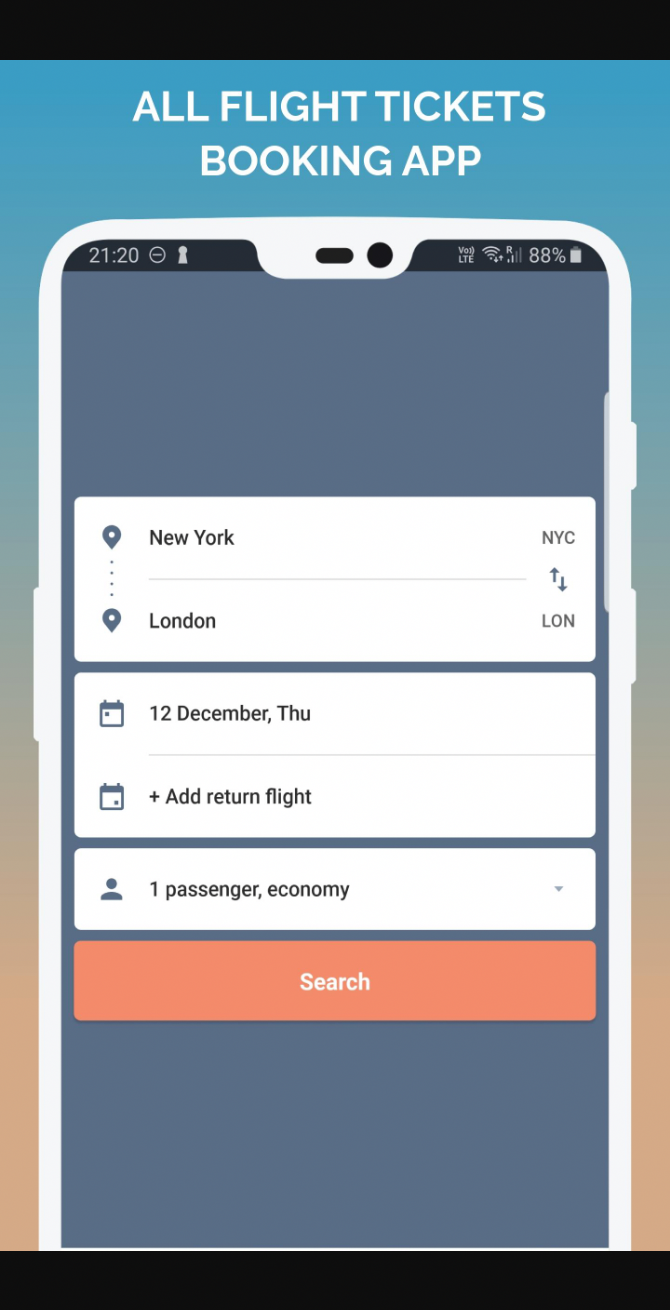 ALL FLIGHT TICKETS
BOOKING APP
21:20 Vo)) LTE R 88%
New York NYC
London LON
12 December, Thu
+ Add return flight
1 passenger, economy
Search